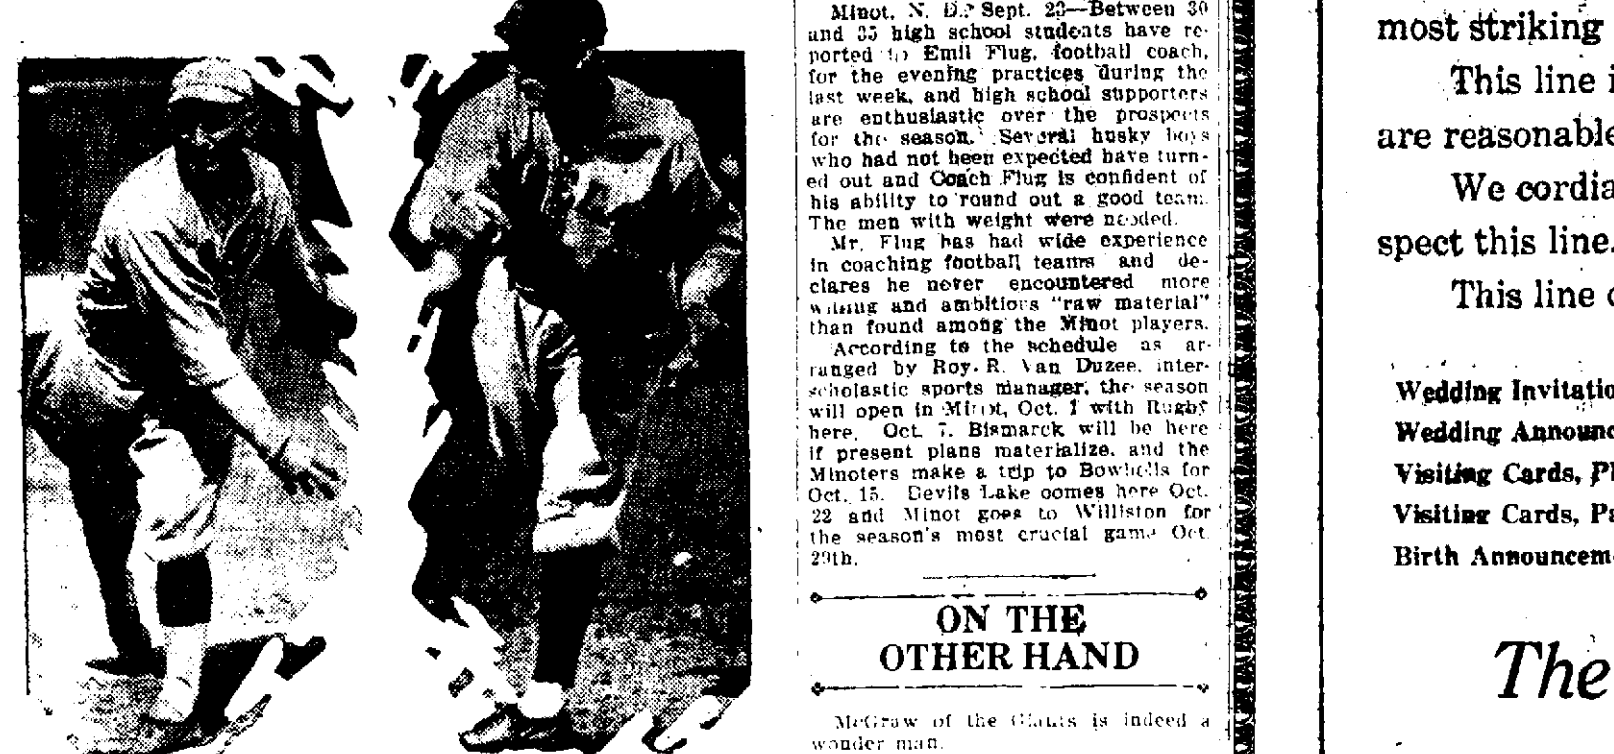 Minot, N. D., Sept. 23—Between 30
and 35 high school students have re-
ported to Emil Flug, football coach,
for the evening practices during the
last week, and high school supporters
are enthusiastic over the prospects
for the season. Several husky boys
who had not been expected have turn-
ed out and Coach Flug is confident of
his ability to round out a good team.
The men with weight were needed.
Mr. Flug has had wide experience
in coaching football teams and de-
clares he never encountered more
willing and ambitious "raw material"
than found among the Minot players.
According to the schedule as ar-
ranged by Roy R. Van Duzee, inter-
scholastic sports manager, the season
will open in Minot, Oct. 1 with Rugby
here. Oct. 7. Bismarck will be here
if present plans materialize, and the
Minoters make a trip to Bowbells for
Oct. 15. Devils Lake comes here Oct.
22 and Minot goes to Williston for
the season's most crucial game Oct.
29th.
ON THE
OTHER HAND
McGraw of the Giants is indeed a
wonder man.
most striking
This line i
are reasonable
We cordia
spect this line.
This line
Wedding Invitatio
Wedding Announc
Visiting Cards, Pl
Visiting Cards, Pa
Birth Announcem
The